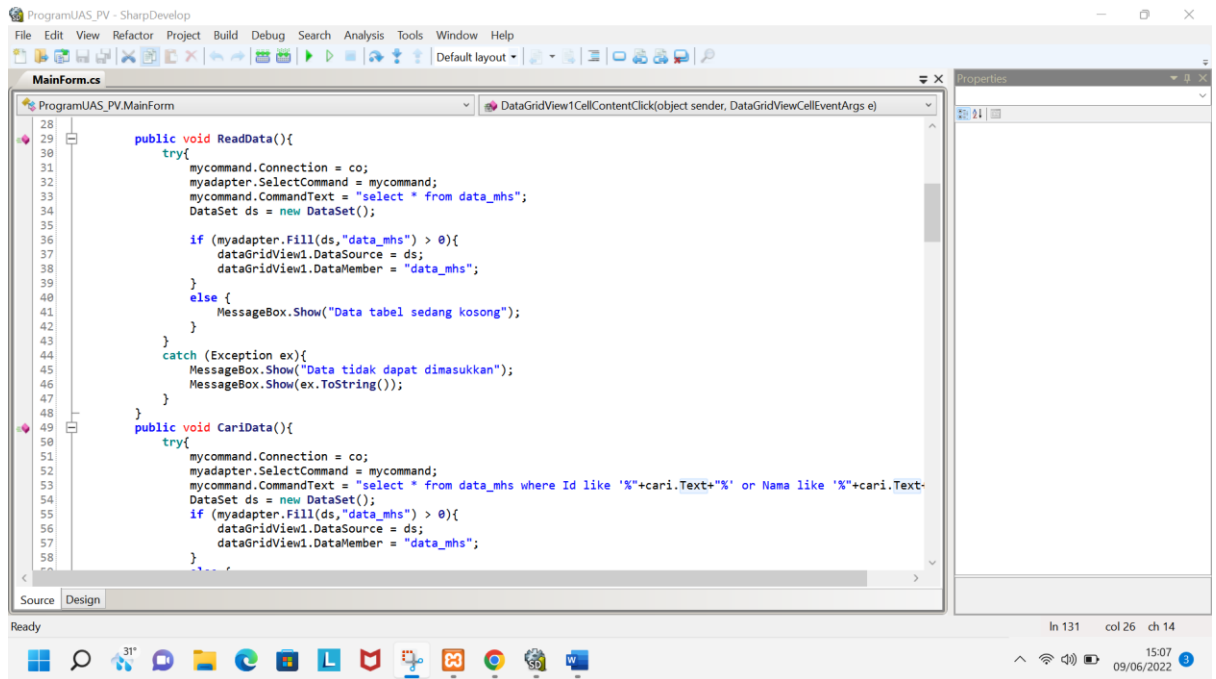 ProgramUAS_PV - SharpDevelop
File Edit View Refactor Project Build Debug Search Analysis Tools Window Help
Default layout
MainForm.cs
Properties
ProgramUAS_PV.MainForm
DataGridView1CellContentClick(object sender, DataGridViewCellEventArgs e)
28
29 public void ReadData(){
30 try{
31 mycommand.Connection = co;
32 myadapter.SelectCommand = mycommand;
33 mycommand.CommandText = "select * from data_mhs";
34 DataSet ds = new DataSet();
35
36 if (myadapter.Fill(ds,"data_mhs") > 0){
37 dataGridView1.DataSource = ds;
38 dataGridView1.DataMember = "data_mhs";
39 }
40 else {
41 MessageBox.Show("Data tabel sedang kosong");
42 }
43 }
44 catch (Exception ex){
45 MessageBox.Show("Data tidak dapat dimasukkan");
46 MessageBox.Show(ex.ToString());
47 }
48 }
49 public void CariData(){
50 try{
51 mycommand.Connection = co;
52 myadapter.SelectCommand = mycommand;
53 mycommand.CommandText = "select * from data_mhs where Id like '%"+cari.Text+"%' or Nama like '%"+cari.Text+
54 DataSet ds = new DataSet();
55 if (myadapter.Fill(ds,"data_mhs") > 0){
56 dataGridView1.DataSource = ds;
57 dataGridView1.DataMember = "data_mhs";
58 }
Source Design
Ready
ln 131 col 26 ch 14
31°
15:07
09/06/2022
3